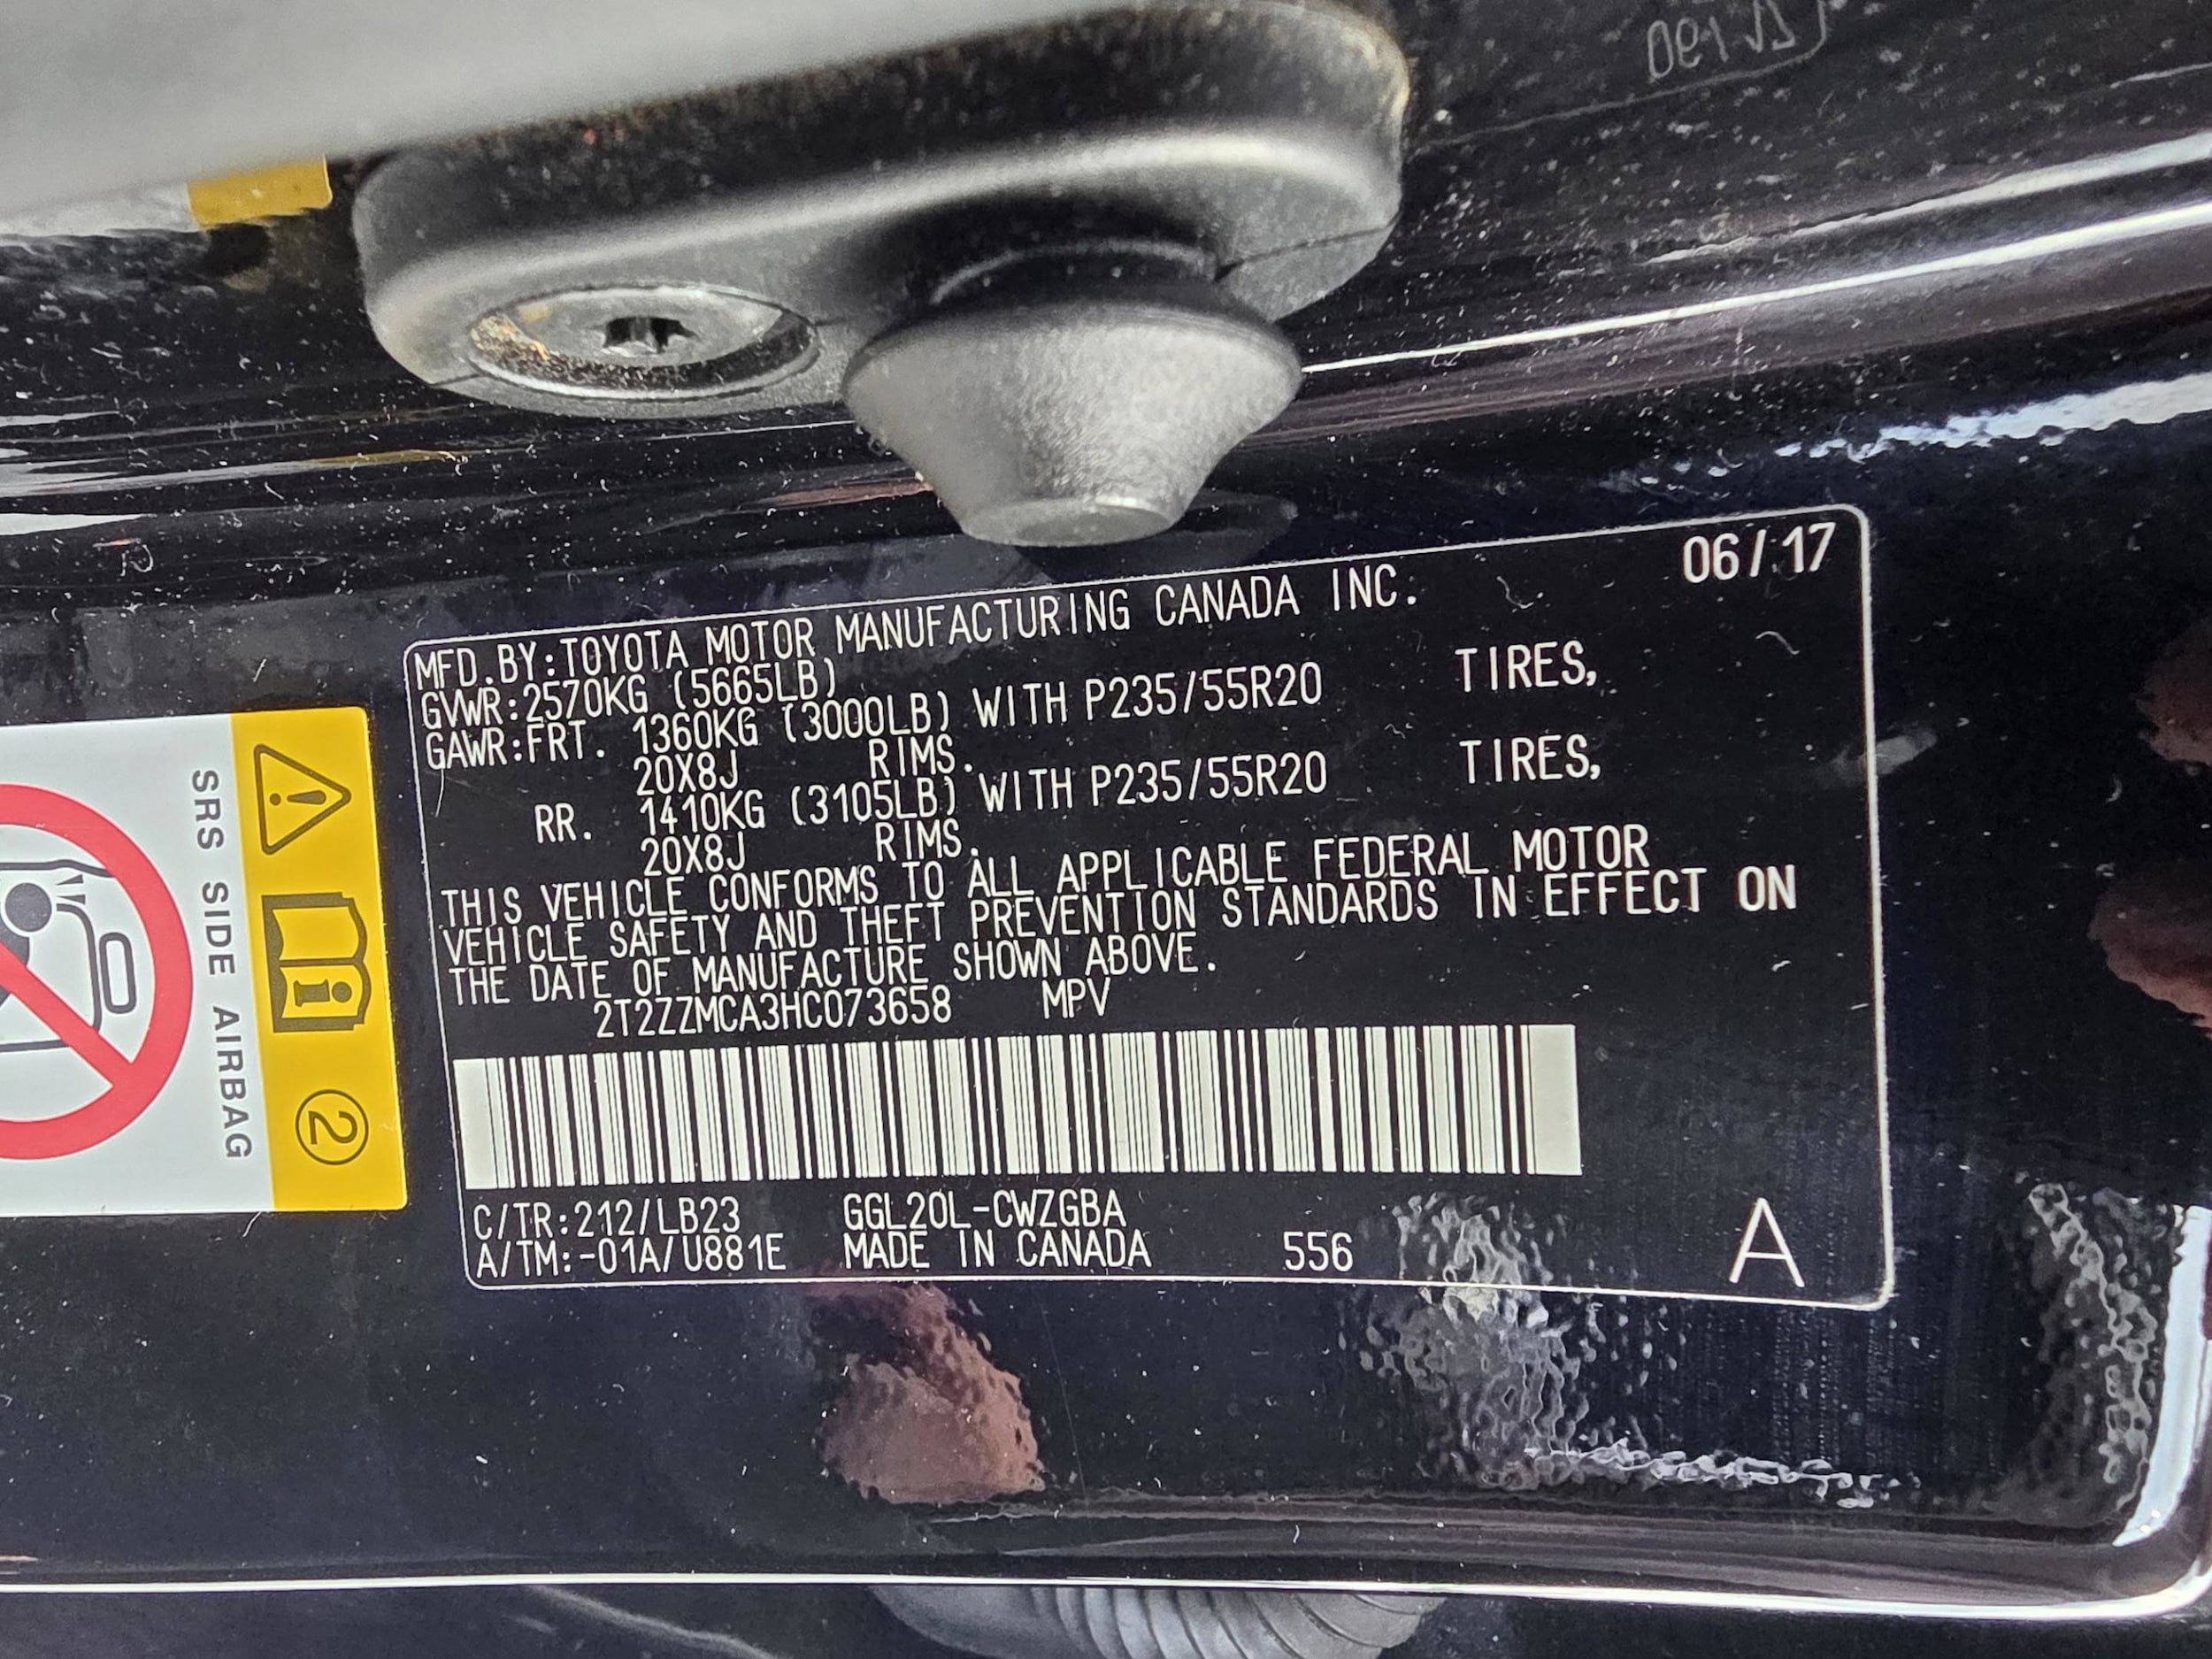 06/17
MFD.BY:TOYOTA MOTOR MANUFACTURING CANADA INC.
GVWR:2570KG (5665LB)
GAWR:FRT. 1360KG (3000LB) WITH P235/55R20 TIRES,
20X8J RIMS.
RR. 1410KG (3105LB) WITH P235/55R20 TIRES,
20X8J RIMS.
THIS VEHICLE CONFORMS TO ALL APPLICABLE FEDERAL MOTOR
VEHICLE SAFETY AND THEFT PREVENTION STANDARDS IN EFFECT ON
THE DATE OF MANUFACTURE SHOWN ABOVE.
2T2ZZMCA3HC073658 MPV
C/TR:212/LB23 GGL20L-CWZGBA
A/TM:-01A/U881E MADE IN CANADA 556 A
SRS SIDE AIRBAG
2